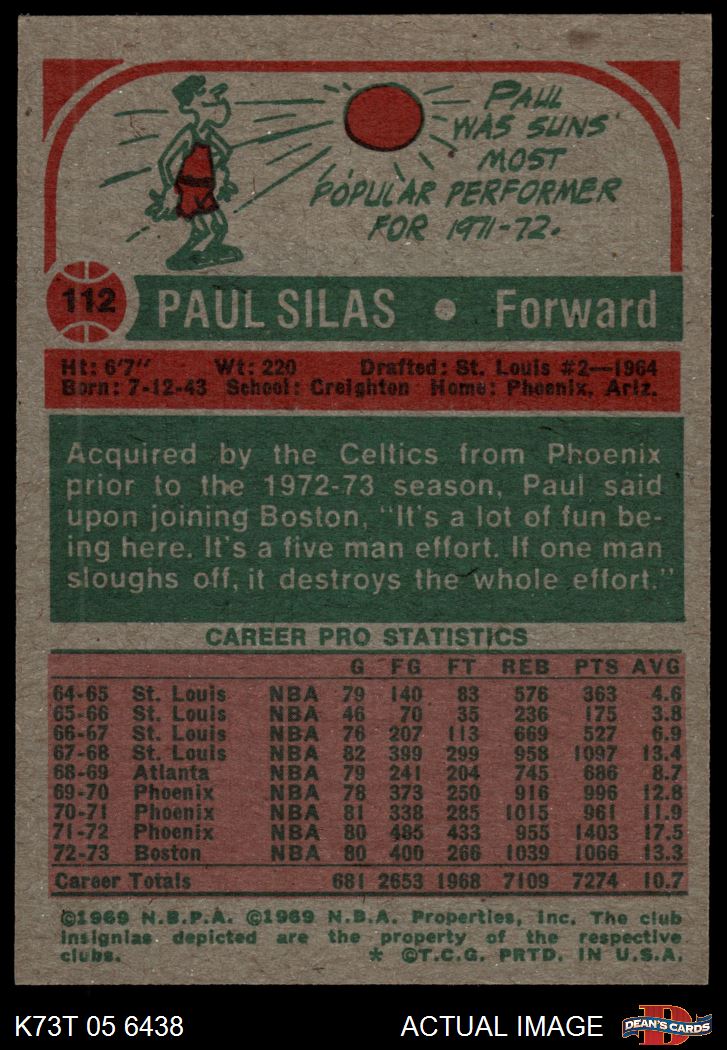 PAUL
WAS SUNS'
MOST
POPULAR PERFORMER
FOR 1971-72.
112 PAUL SILAS • Forward
Ht: 6'7" Wt: 220 Drafted: St. Louis #2—1964
Born: 7-12-43 School: Creighton Home: Phoenix, Ariz.
Acquired by the Celtics from Phoenix
prior to the 1972-73 season, Paul said
upon joining Boston, "It's a lot of fun be-
ing here. It's a five man effort. If one man
sloughs off, it destroys the whole effort."
CAREER PRO STATISTICS
G FG FT REB PTS AVG
64-65 St. Louis NBA 79 140 83 576 363 4.6
65-66 St. Louis NBA 46 70 35 236 175 3.8
66-67 St. Louis NBA 76 207 113 669 527 6.9
67-68 St. Louis NBA 82 399 299 958 1097 13.4
68-69 Atlanta NBA 79 241 204 745 686 8.7
69-70 Phoenix NBA 78 373 250 916 996 12.8
70-71 Phoenix NBA 81 338 285 1015 961 11.9
71-72 Phoenix NBA 80 485 433 955 1403 17.5
72-73 Boston NBA 80 400 266 1039 1066 13.3
Career Totals 681 2653 1968 7109 7274 10.7
©1969 N.B.P.A. ©1969 N.B.A. Properties, Inc. The club
insignias depicted are the property of the respective
clubs. * ©T.C.G. PRTD. IN U.S.A.
K73T 05 6438 ACTUAL IMAGE D DEAN'S CARDS